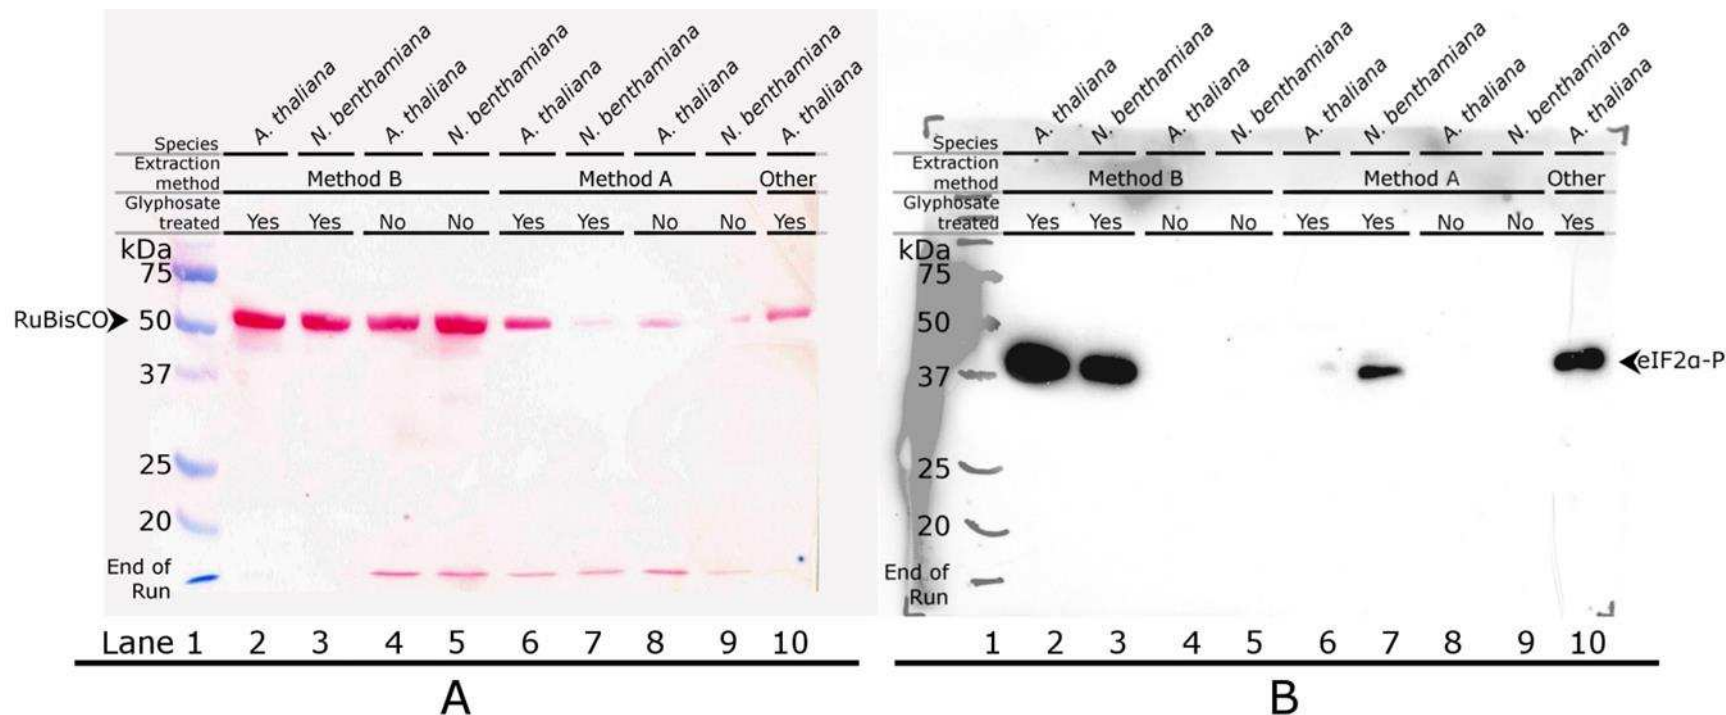 A. thaliana
N. benthamiana
A. thaliana
N. benthamiana
A. thaliana
N. benthamiana
A. thaliana
N. benthamiana
A. thaliana
Species
Extraction
method Method B Method A Other
Glyphosate
treated Yes Yes No No Yes Yes No No Yes
kDa
75
RuBisCO 50
37
25
20
End of
Run
Lane 1 2 3 4 5 6 7 8 9 10
A
A. thaliana
N. benthamiana
A. thaliana
N. benthamiana
A. thaliana
N. benthamiana
A. thaliana
N. benthamiana
A. thaliana
Species
Extraction
method Method B Method A Other
Glyphosate
treated Yes Yes No No Yes Yes No No Yes
kDa
75
50
37 eIF2α-P
25
20
End of
Run
1 2 3 4 5 6 7 8 9 10
B